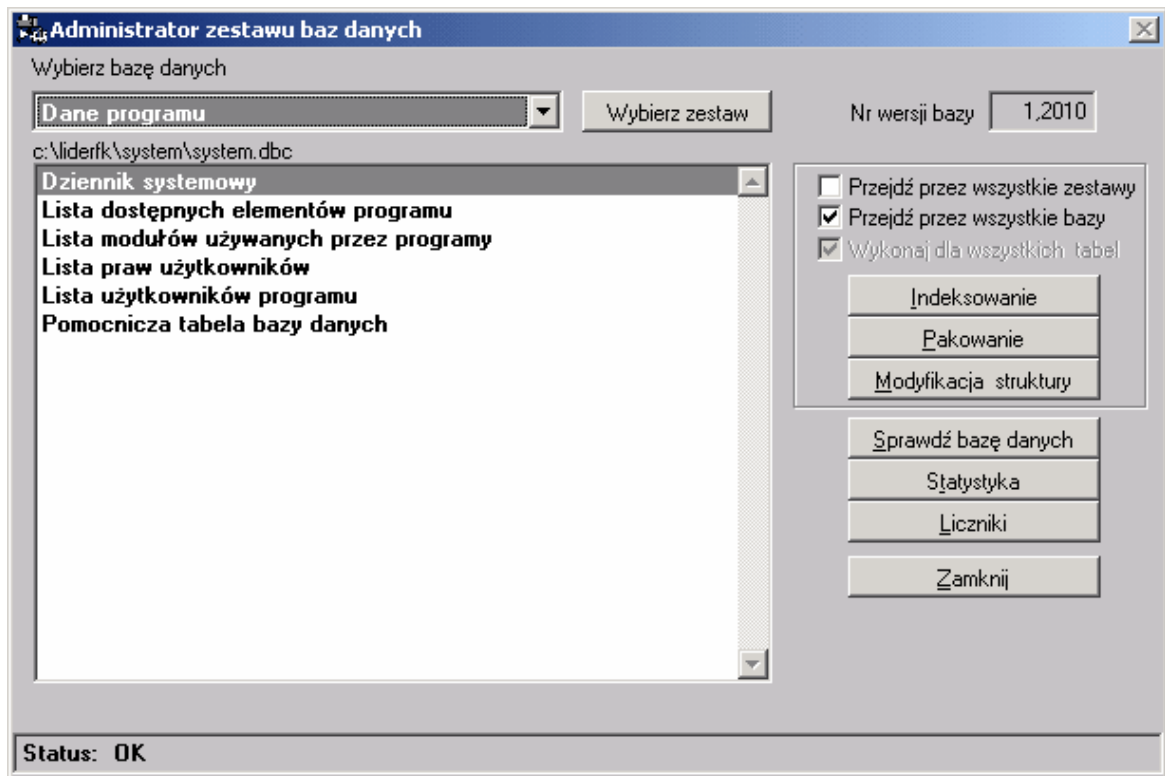 Administrator zestawu baz danych
Wybierz bazę danych
Dane programu
Wybierz zestaw
Nr wersji bazy
1,2010
c:\liderfk\system\system.dbc
Dziennik systemowy
Lista dostępnych elementów programu
Lista modułów używanych przez programy
Lista praw użytkowników
Lista użytkowników programu
Pomocnicza tabela bazy danych
Przejdź przez wszystkie zestawy
Przejdź przez wszystkie bazy
Wykonaj dla wszystkich tabel
Indeksowanie
Pakowanie
Modyfikacja struktury
Sprawdź bazę danych
Statystyka
Liczniki
Zamknij
Status: OK